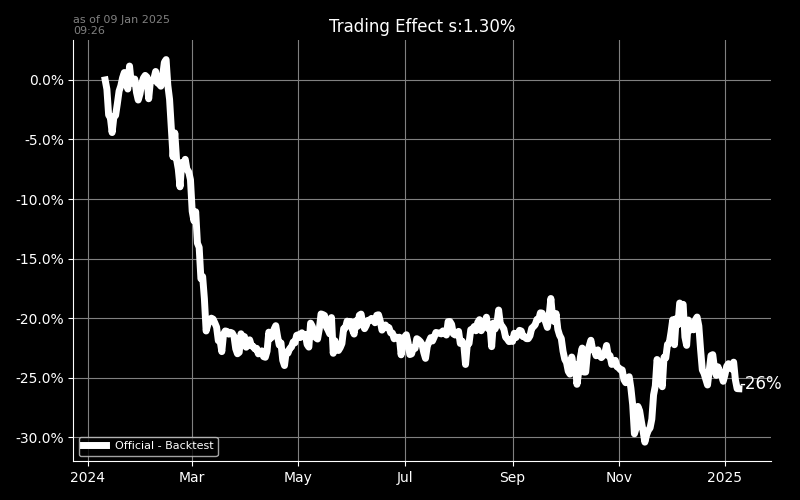 as of 09 Jan 2025
09:26
Trading Effect s:1.30%
0.0%
-5.0%
-10.0%
-15.0%
-20.0%
-25.0%
-30.0%
-26%
Official - Backtest
2024 Mar May Jul Sep Nov 2025